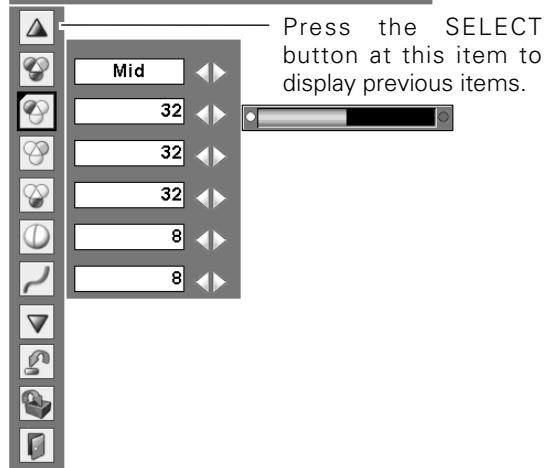 Press the SELECT
button at this item to
display previous items.
Mid
32
32
32
8
8